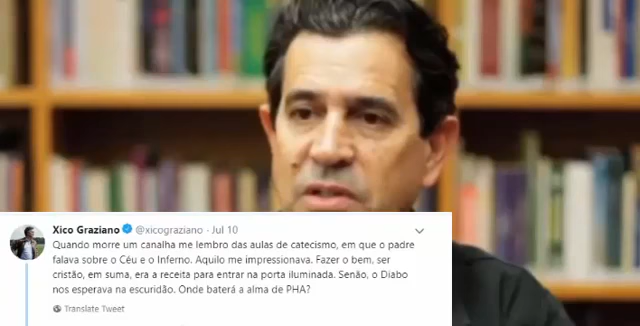 Xico Graziano @xicograziano · Jul 10
Quando morre um canalha me lembro das aulas de catecismo, em que o padre
falava sobre o Céu e o Inferno. Aquilo me impressionava. Fazer o bem, ser
cristão, em suma, era a receita para entrar na porta iluminada. Senão, o Diabo
nos esperava na escuridão. Onde baterá a alma de PHA?
Translate Tweet